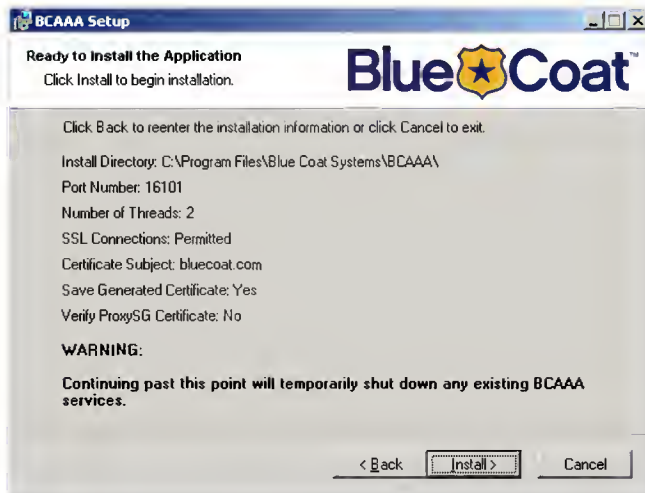 BCAAA Setup
Ready to Install the Application
Click Install to begin installation.
Blue Coat™
Click Back to reenter the installation information or click Cancel to exit.
Install Directory: C:\Program Files\Blue Coat Systems\BCAAA\
Port Number: 16101
Number of Threads: 2
SSL Connections: Permitted
Certificate Subject: bluecoat.com
Save Generated Certificate: Yes
Verify ProxySG Certificate: No
WARNING:
Continuing past this point will temporarily shut down any existing BCAAA
services.
< Back Install > Cancel